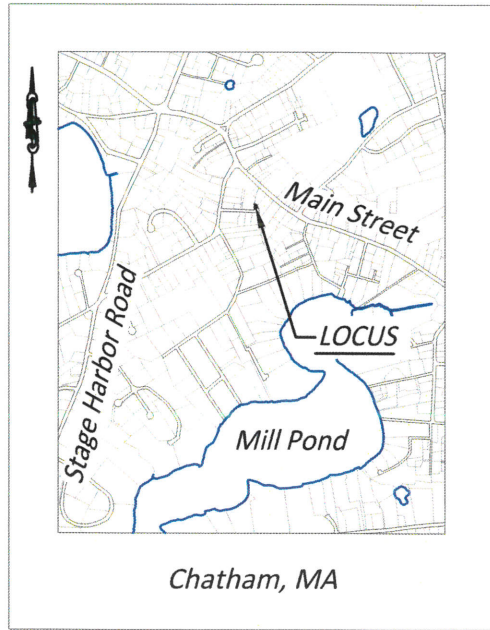 Main Street
LOCUS
Stage Harbor Road
Mill Pond
Chatham, MA